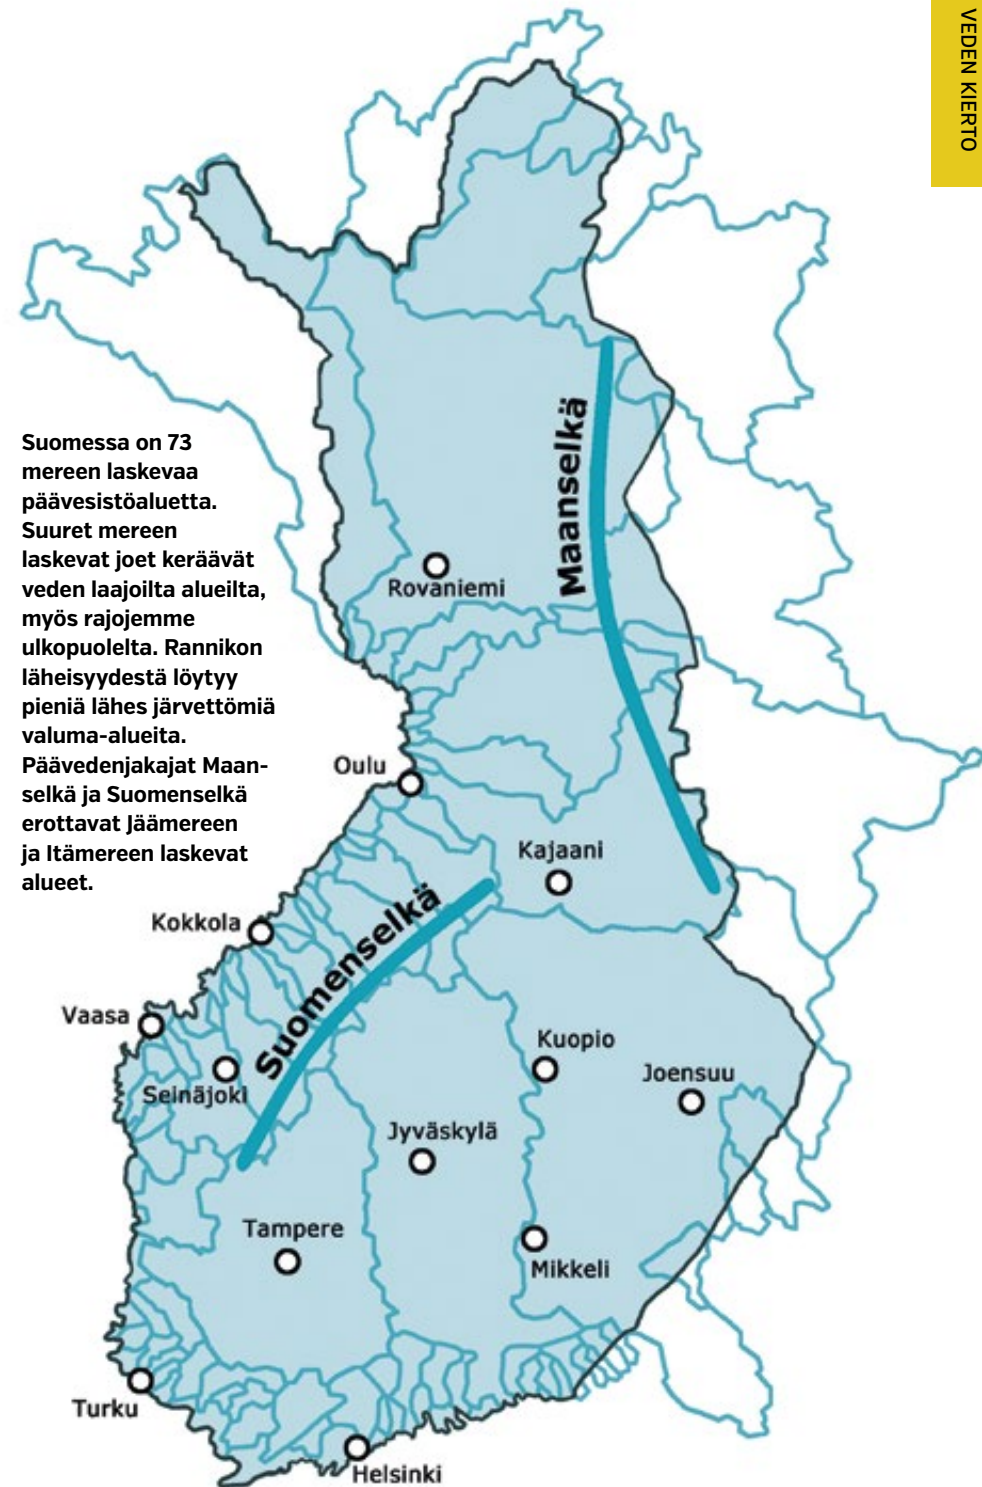 VEDEN KIERTO
Suomessa on 73
mereen laskevaa
päävesistöaluetta.
Suuret mereen
laskevat joet keräävät
veden laajoilta alueilta,
myös rajojemme
ulkopuolelta. Rannikon
läheisyydestä löytyy
pieniä lähes järvettömiä
valuma-alueita.
Päävedenjakajat Maan-
selkä ja Suomenselkä
erottavat Jäämereen
ja Itämereen laskevat
alueet.
Maanselkä
Rovaniemi
Oulu
Kajaani
Suomenselkä
Kokkola
Vaasa
Seinäjoki
Kuopio
Joensuu
Jyväskylä
Tampere
Mikkeli
Turku
Helsinki